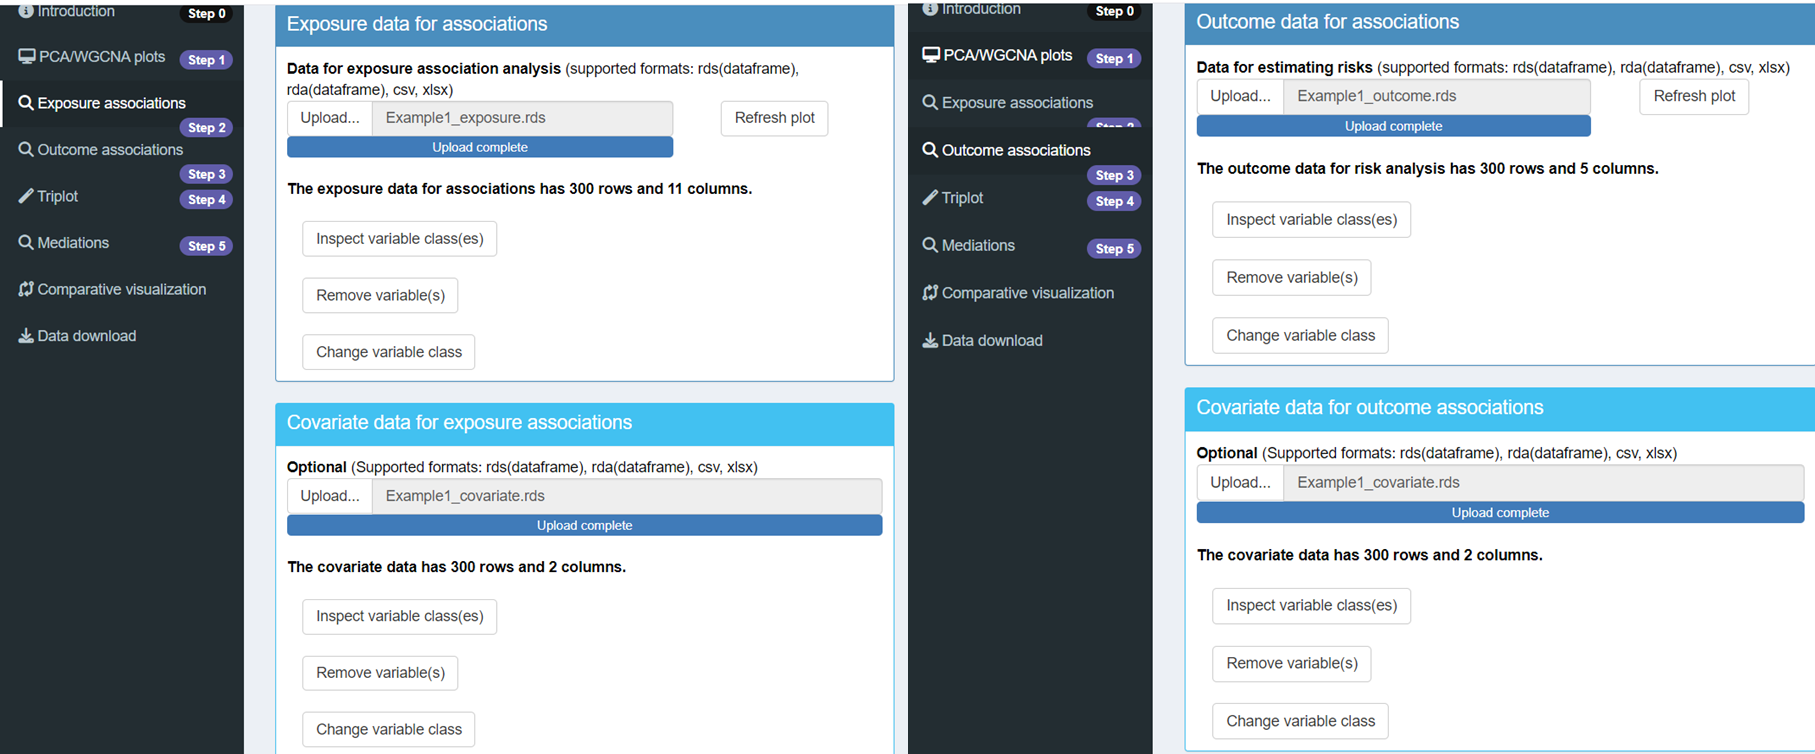 Introduction
Step 0
PCA/WGCNA plots
Step 1
Exposure associations
Step 2
Outcome associations
Step 3
Triplot
Step 4
Mediations
Step 5
Comparative visualization
Data download
Exposure data for associations
Data for exposure association analysis (supported formats: rds(dataframe),
rda(dataframe), csv, xlsx)
Upload...
Example1_exposure.rds
Refresh plot
Upload complete
The exposure data for associations has 300 rows and 11 columns.
Inspect variable class(es)
Remove variable(s)
Change variable class
Covariate data for exposure associations
Optional (Supported formats: rds(dataframe), rda(dataframe), csv, xlsx)
Upload...
Example1_covariate.rds
Upload complete
The covariate data has 300 rows and 2 columns.
Inspect variable class(es)
Remove variable(s)
Change variable class
Introduction
Step 0
PCA/WGCNA plots
Step 1
Exposure associations
Step 2
Outcome associations
Step 3
Triplot
Step 4
Mediations
Step 5
Comparative visualization
Data download
Outcome data for associations
Data for estimating risks (supported formats: rds(dataframe), rda(dataframe), csv, xlsx)
Upload...
Example1_outcome.rds
Refresh plot
Upload complete
The outcome data for risk analysis has 300 rows and 5 columns.
Inspect variable class(es)
Remove variable(s)
Change variable class
Covariate data for outcome associations
Optional (Supported formats: rds(dataframe), rda(dataframe), csv, xlsx)
Upload...
Example1_covariate.rds
Upload complete
The covariate data has 300 rows and 2 columns.
Inspect variable class(es)
Remove variable(s)
Change variable class